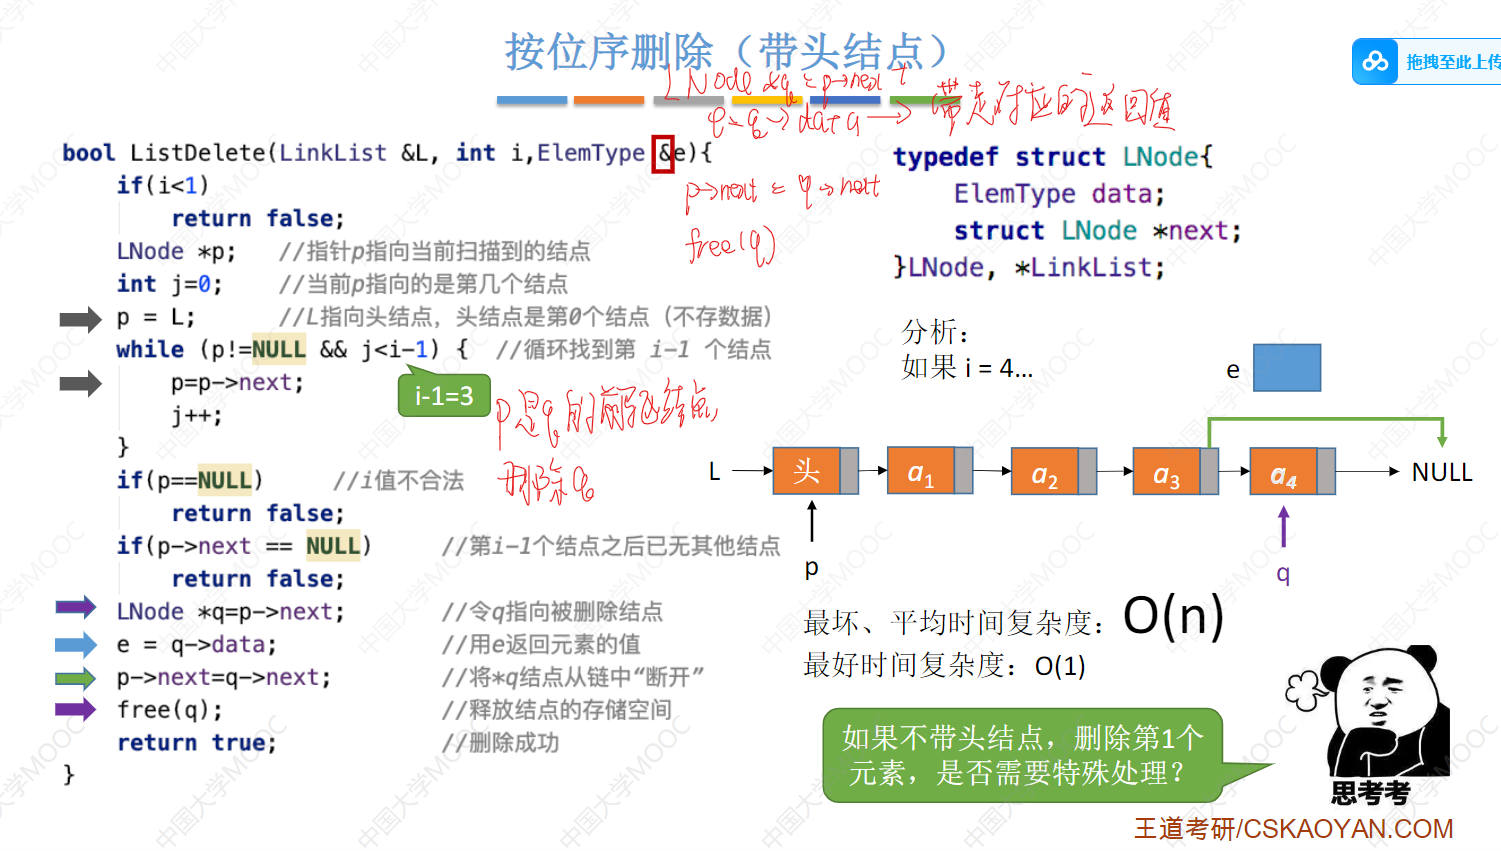 按位序删除（带头结点）
拖拽至此上传
LNode *q = p->next
e = q->data → 带走对应的返回值
bool ListDelete(LinkList &L, int i,ElemType &e){
if(i<1)
return false;
LNode *p; //指针p指向当前扫描到的结点
int j=0; //当前p指向的是第几个结点
p = L; //L指向头结点，头结点是第0个结点（不存数据）
while (p!=NULL && j<i-1) { //循环找到第 i-1 个结点
p=p->next;
j++;
}
if(p==NULL) //i值不合法
return false;
if(p->next == NULL) //第i-1个结点之后已无其他结点
return false;
LNode *q=p->next; //令q指向被删除结点
e = q->data; //用e返回元素的值
p->next=q->next; //将*q结点从链中“断开”
free(q); //释放结点的存储空间
return true; //删除成功
}
p->next = q->next
free(q)
i-1=3
p是q的前驱结点,
删除q
typedef struct LNode{
ElemType data;
struct LNode *next;
}LNode, *LinkList;
分析：
如果 i = 4…
e
L 头 a1 a2 a3 a4 NULL
p
q
最坏、平均时间复杂度：O(n)
最好时间复杂度：O(1)
如果不带头结点，删除第1个
元素，是否需要特殊处理？
思考考
王道考研/CSKAOYAN.COM
中国大学MOOC